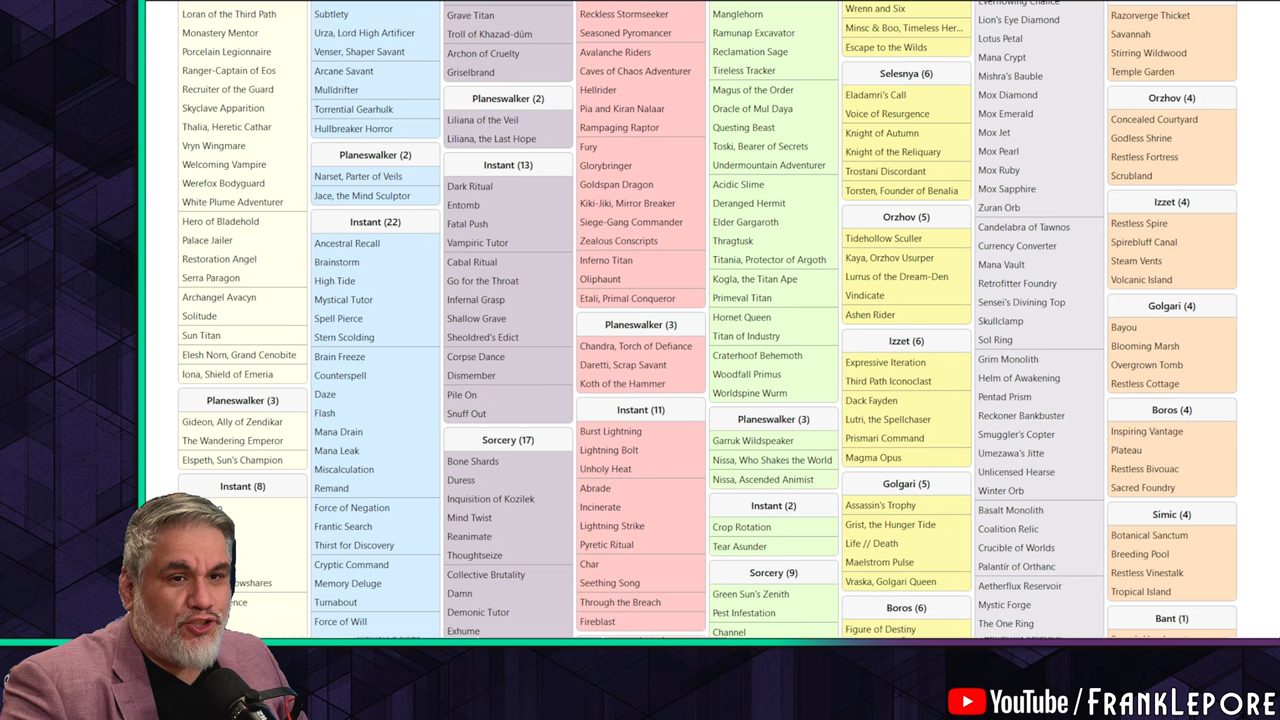 Loran of the Third Path
Monastery Mentor
Porcelain Legionnaire
Ranger-Captain of Eos
Recruiter of the Guard
Skyclave Apparition
Thalia, Heretic Cathar
Vryn Wingmare
Welcoming Vampire
Werefox Bodyguard
White Plume Adventurer
Hero of Bladehold
Palace Jailer
Restoration Angel
Serra Paragon
Archangel Avacyn
Solitude
Sun Titan
Elesh Norn, Grand Cenobite
Iona, Shield of Emeria
Planeswalker (3)
Gideon, Ally of Zendikar
The Wandering Emperor
Elspeth, Sun's Champion
Instant (8)
Subtlety
Urza, Lord High Artificer
Venser, Shaper Savant
Arcane Savant
Mulldrifter
Torrential Gearhulk
Hullbreaker Horror
Planeswalker (2)
Narset, Parter of Veils
Jace, the Mind Sculptor
Instant (22)
Ancestral Recall
Brainstorm
High Tide
Mystical Tutor
Spell Pierce
Stern Scolding
Brain Freeze
Counterspell
Daze
Flash
Mana Drain
Mana Leak
Miscalculation
Remand
Force of Negation
Frantic Search
Thirst for Discovery
Cryptic Command
Memory Deluge
Turnabout
Force of Will
Grave Titan
Troll of Khazad-dûm
Archon of Cruelty
Griselbrand
Planeswalker (2)
Liliana of the Veil
Liliana, the Last Hope
Instant (13)
Dark Ritual
Entomb
Fatal Push
Vampiric Tutor
Cabal Ritual
Go for the Throat
Infernal Grasp
Shallow Grave
Sheoldred's Edict
Corpse Dance
Dismember
Pile On
Snuff Out
Sorcery (17)
Bone Shards
Duress
Inquisition of Kozilek
Mind Twist
Reanimate
Thoughtseize
Collective Brutality
Damn
Demonic Tutor
Exhume
Reckless Stormseeker
Seasoned Pyromancer
Avalanche Riders
Caves of Chaos Adventurer
Hellrider
Pia and Kiran Nalaar
Rampaging Raptor
Fury
Glorybringer
Goldspan Dragon
Kiki-Jiki, Mirror Breaker
Siege-Gang Commander
Zealous Conscripts
Inferno Titan
Oliphaunt
Etali, Primal Conqueror
Planeswalker (3)
Chandra, Torch of Defiance
Daretti, Scrap Savant
Koth of the Hammer
Instant (11)
Burst Lightning
Lightning Bolt
Unholy Heat
Abrade
Incinerate
Lightning Strike
Pyretic Ritual
Char
Seething Song
Through the Breach
Fireblast
Manglehorn
Ramunap Excavator
Reclamation Sage
Tireless Tracker
Magus of the Order
Oracle of Mul Daya
Questing Beast
Toski, Bearer of Secrets
Undermountain Adventurer
Acidic Slime
Deranged Hermit
Elder Gargaroth
Thragtusk
Titania, Protector of Argoth
Kogla, the Titan Ape
Primeval Titan
Hornet Queen
Titan of Industry
Craterhoof Behemoth
Woodfall Primus
Worldspine Wurm
Planeswalker (3)
Garruk Wildspeaker
Nissa, Who Shakes the World
Nissa, Ascended Animist
Instant (2)
Crop Rotation
Tear Asunder
Sorcery (9)
Green Sun's Zenith
Pest Infestation
Channel
Wrenn and Six
Minsc & Boo, Timeless Her...
Escape to the Wilds
Selesnya (6)
Eladamri's Call
Voice of Resurgence
Knight of Autumn
Knight of the Reliquary
Trostani Discordant
Torsten, Founder of Benalia
Orzhov (5)
Tidehollow Sculler
Kaya, Orzhov Usurper
Lurrus of the Dream-Den
Vindicate
Ashen Rider
Izzet (6)
Expressive Iteration
Third Path Iconoclast
Dack Fayden
Lutri, the Spellchaser
Prismari Command
Magma Opus
Golgari (5)
Assassin's Trophy
Grist, the Hunger Tide
Life // Death
Maelstrom Pulse
Vraska, Golgari Queen
Boros (6)
Figure of Destiny
Everflowing Chalice
Lion's Eye Diamond
Lotus Petal
Mana Crypt
Mishra's Bauble
Mox Diamond
Mox Emerald
Mox Jet
Mox Pearl
Mox Ruby
Mox Sapphire
Zuran Orb
Candelabra of Tawnos
Currency Converter
Mana Vault
Retrofitter Foundry
Sensei's Divining Top
Skullclamp
Sol Ring
Grim Monolith
Helm of Awakening
Pentad Prism
Reckoner Bankbuster
Smuggler's Copter
Umezawa's Jitte
Unlicensed Hearse
Winter Orb
Basalt Monolith
Coalition Relic
Crucible of Worlds
Palantír of Orthanc
Aetherflux Reservoir
Mystic Forge
The One Ring
Razorverge Thicket
Savannah
Stirring Wildwood
Temple Garden
Orzhov (4)
Concealed Courtyard
Godless Shrine
Restless Fortress
Scrubland
Izzet (4)
Restless Spire
Spirebluff Canal
Steam Vents
Volcanic Island
Golgari (4)
Bayou
Blooming Marsh
Overgrown Tomb
Restless Cottage
Boros (4)
Inspiring Vantage
Plateau
Restless Bivouac
Sacred Foundry
Simic (4)
Botanical Sanctum
Breeding Pool
Restless Vinestalk
Tropical Island
Bant (1)
YouTube/FRANKLEPORE